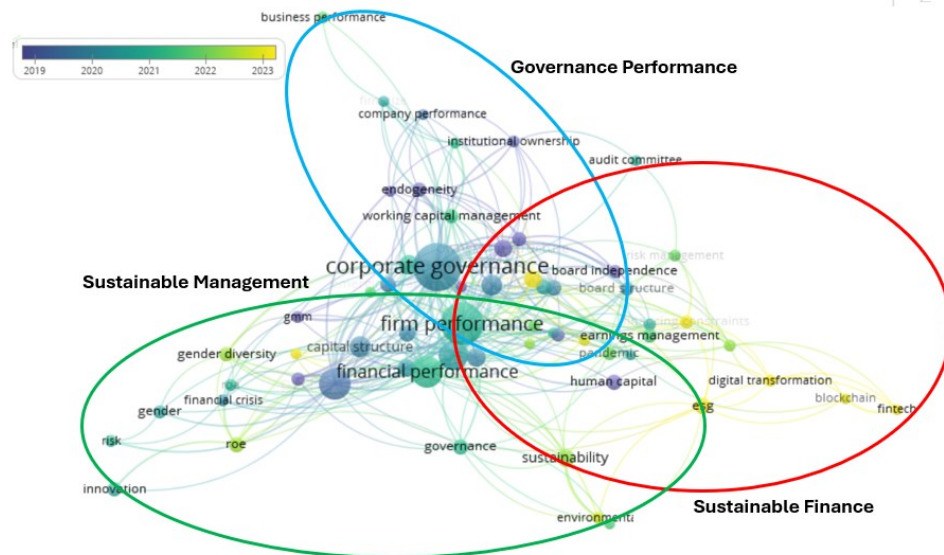 business performance
2019 2020 2021 2022 2023
Governance Performance
company performance
institutional ownership
audit committee
endogeneity
working capital management
risk management
corporate governance
board independence
Sustainable Management
board structure
gmm
firm performance
earnings management
capital structure
pandemic
gender diversity
financial performance
human capital
digital transformation
financial crisis
blockchain
esg
fintech
gender
risk
roe
governance
sustainability
innovation
Sustainable Finance